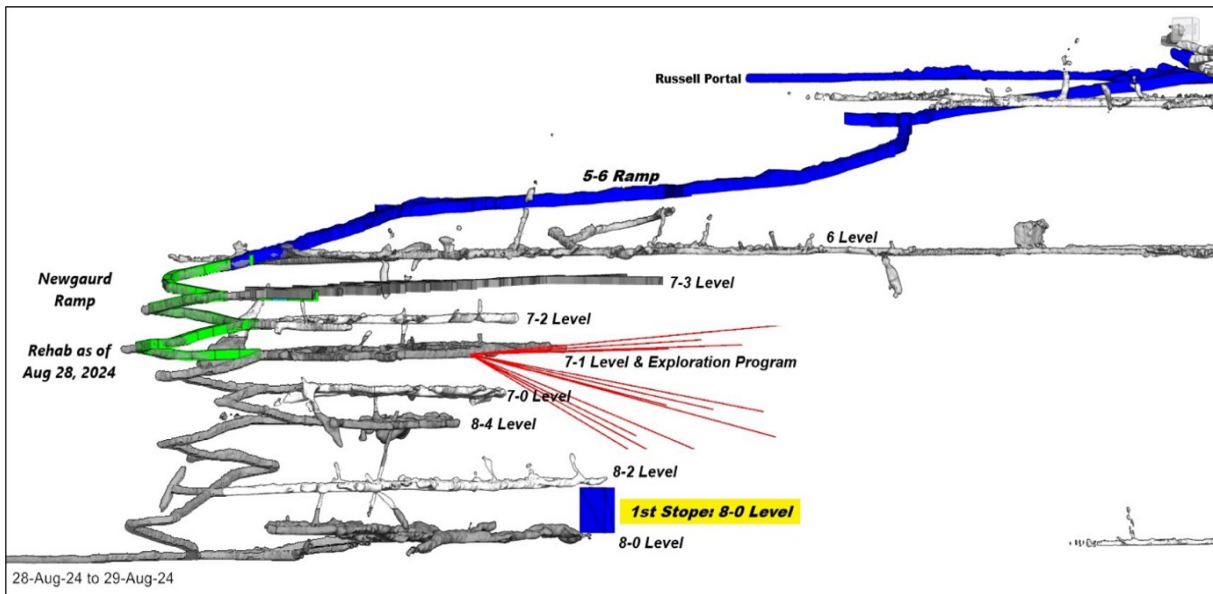 Russell Portal
5-6 Ramp
6 Level
Newgaurd
Ramp
7-3 Level
7-2 Level
Rehab as of
Aug 28, 2024
7-1 Level & Exploration Program
7-0 Level
8-4 Level
8-2 Level
1st Stope: 8-0 Level
8-0 Level
28-Aug-24 to 29-Aug-24